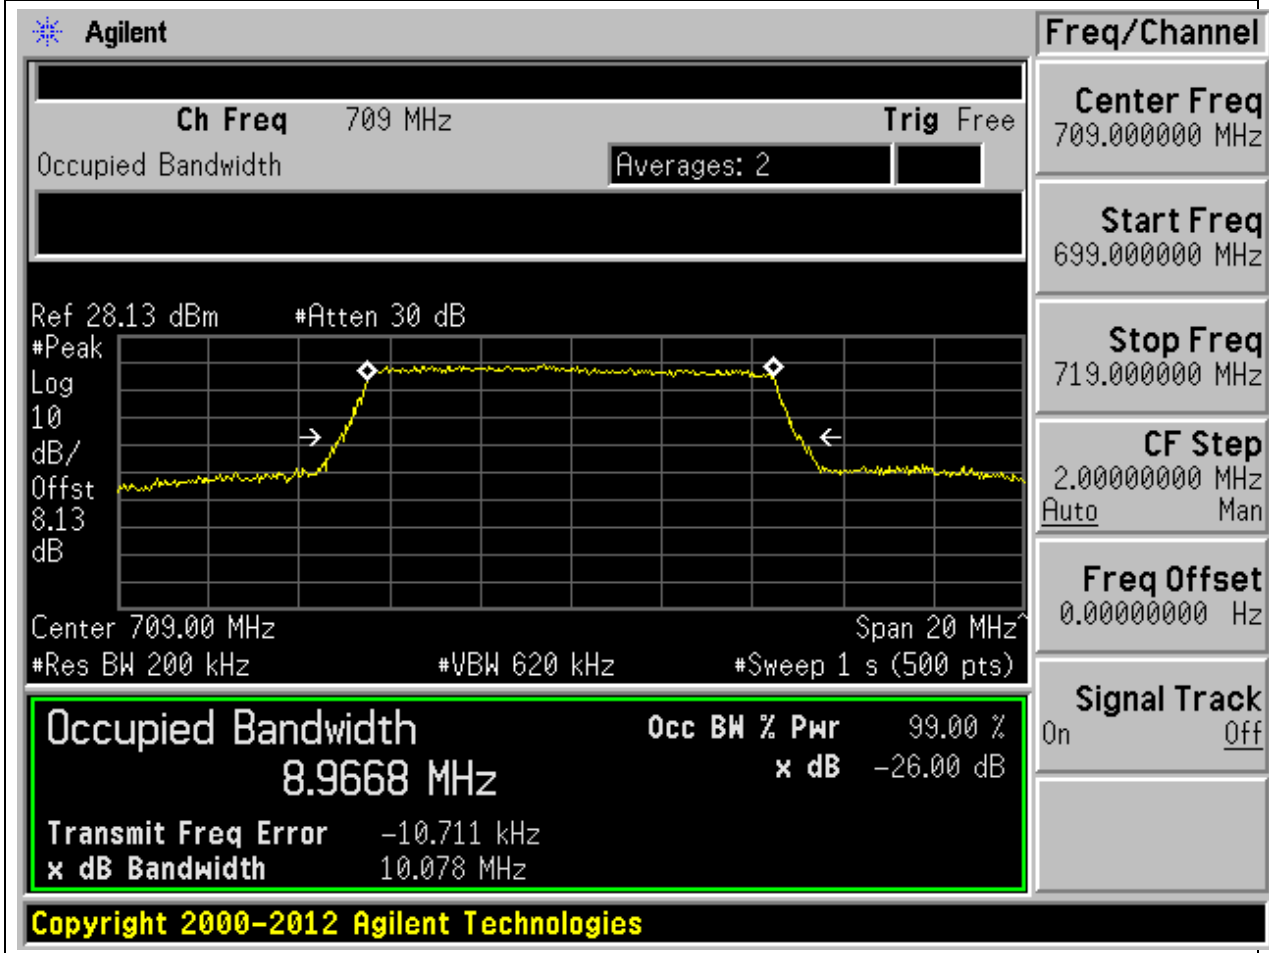 Agilent
Freq/Channel
Ch Freq 709 MHz Trig Free
Occupied Bandwidth Averages: 2
Center Freq
709.000000 MHz
Start Freq
699.000000 MHz
Stop Freq
719.000000 MHz
CF Step
2.00000000 MHz
Auto Man
Freq Offset
0.00000000 Hz
Signal Track
On Off
Ref 28.13 dBm #Atten 30 dB
#Peak
Log
10
dB/
Offst
8.13
dB
Center 709.00 MHz Span 20 MHz^
#Res BW 200 kHz #VBW 620 kHz #Sweep 1 s (500 pts)
Occupied Bandwidth Occ BW % Pwr 99.00 %
8.9668 MHz x dB -26.00 dB
Transmit Freq Error -10.711 kHz
x dB Bandwidth 10.078 MHz
Copyright 2000-2012 Agilent Technologies